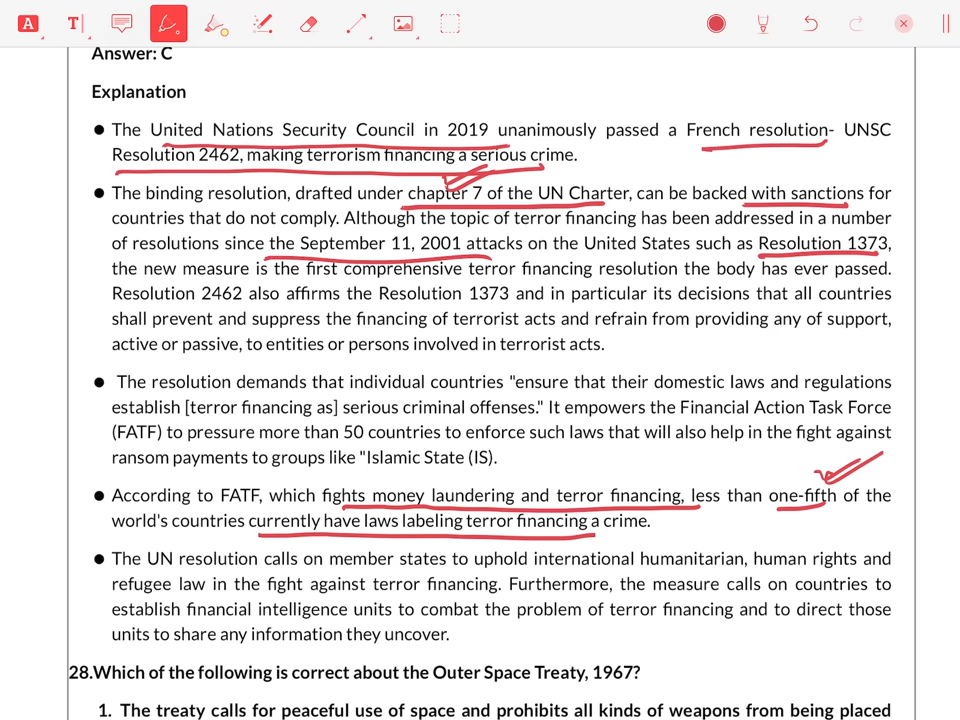 A T
Answer: C
Explanation
● The United Nations Security Council in 2019 unanimously passed a French resolution- UNSC
Resolution 2462, making terrorism financing a serious crime.
● The binding resolution, drafted under chapter 7 of the UN Charter, can be backed with sanctions for
countries that do not comply. Although the topic of terror financing has been addressed in a number
of resolutions since the September 11, 2001 attacks on the United States such as Resolution 1373,
the new measure is the first comprehensive terror financing resolution the body has ever passed.
Resolution 2462 also affirms the Resolution 1373 and in particular its decisions that all countries
shall prevent and suppress the financing of terrorist acts and refrain from providing any of support,
active or passive, to entities or persons involved in terrorist acts.
● The resolution demands that individual countries "ensure that their domestic laws and regulations
establish [terror financing as] serious criminal offenses." It empowers the Financial Action Task Force
(FATF) to pressure more than 50 countries to enforce such laws that will also help in the fight against
ransom payments to groups like "Islamic State (IS).
● According to FATF, which fights money laundering and terror financing, less than one-fifth of the
world's countries currently have laws labeling terror financing a crime.
● The UN resolution calls on member states to uphold international humanitarian, human rights and
refugee law in the fight against terror financing. Furthermore, the measure calls on countries to
establish financial intelligence units to combat the problem of terror financing and to direct those
units to share any information they uncover.
28.Which of the following is correct about the Outer Space Treaty, 1967?
1. The treaty calls for peaceful use of space and prohibits all kinds of weapons from being placed